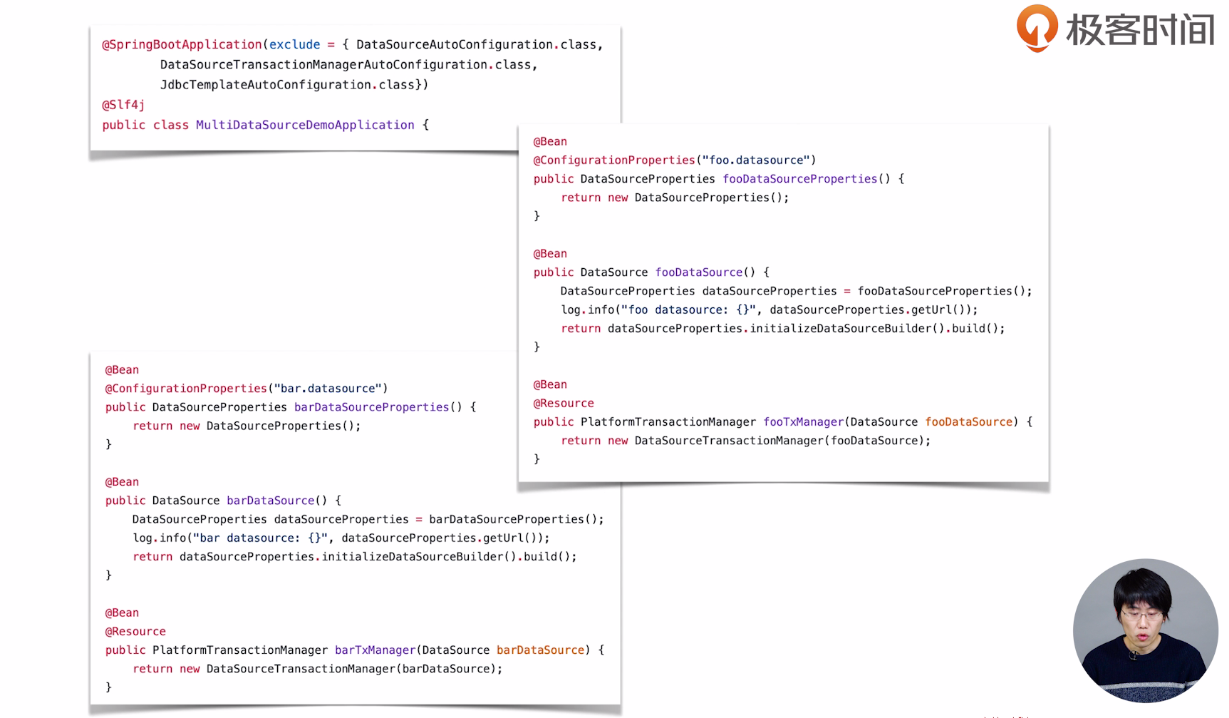 极客时间
@SpringBootApplication(exclude = { DataSourceAutoConfiguration.class,
        DataSourceTransactionManagerAutoConfiguration.class,
        JdbcTemplateAutoConfiguration.class})
@Slf4j
public class MultiDataSourceDemoApplication {
@Bean
@ConfigurationProperties("foo.datasource")
public DataSourceProperties fooDataSourceProperties() {
    return new DataSourceProperties();
}
@Bean
public DataSource fooDataSource() {
    DataSourceProperties dataSourceProperties = fooDataSourceProperties();
    log.info("foo datasource: {}", dataSourceProperties.getUrl());
    return dataSourceProperties.initializeDataSourceBuilder().build();
}
@Bean
@Resource
public PlatformTransactionManager fooTxManager(DataSource fooDataSource) {
    return new DataSourceTransactionManager(fooDataSource);
}
@Bean
@ConfigurationProperties("bar.datasource")
public DataSourceProperties barDataSourceProperties() {
    return new DataSourceProperties();
}
@Bean
public DataSource barDataSource() {
    DataSourceProperties dataSourceProperties = barDataSourceProperties();
    log.info("bar datasource: {}", dataSourceProperties.getUrl());
    return dataSourceProperties.initializeDataSourceBuilder().build();
}
@Bean
@Resource
public PlatformTransactionManager barTxManager(DataSource barDataSource) {
    return new DataSourceTransactionManager(barDataSource);
}